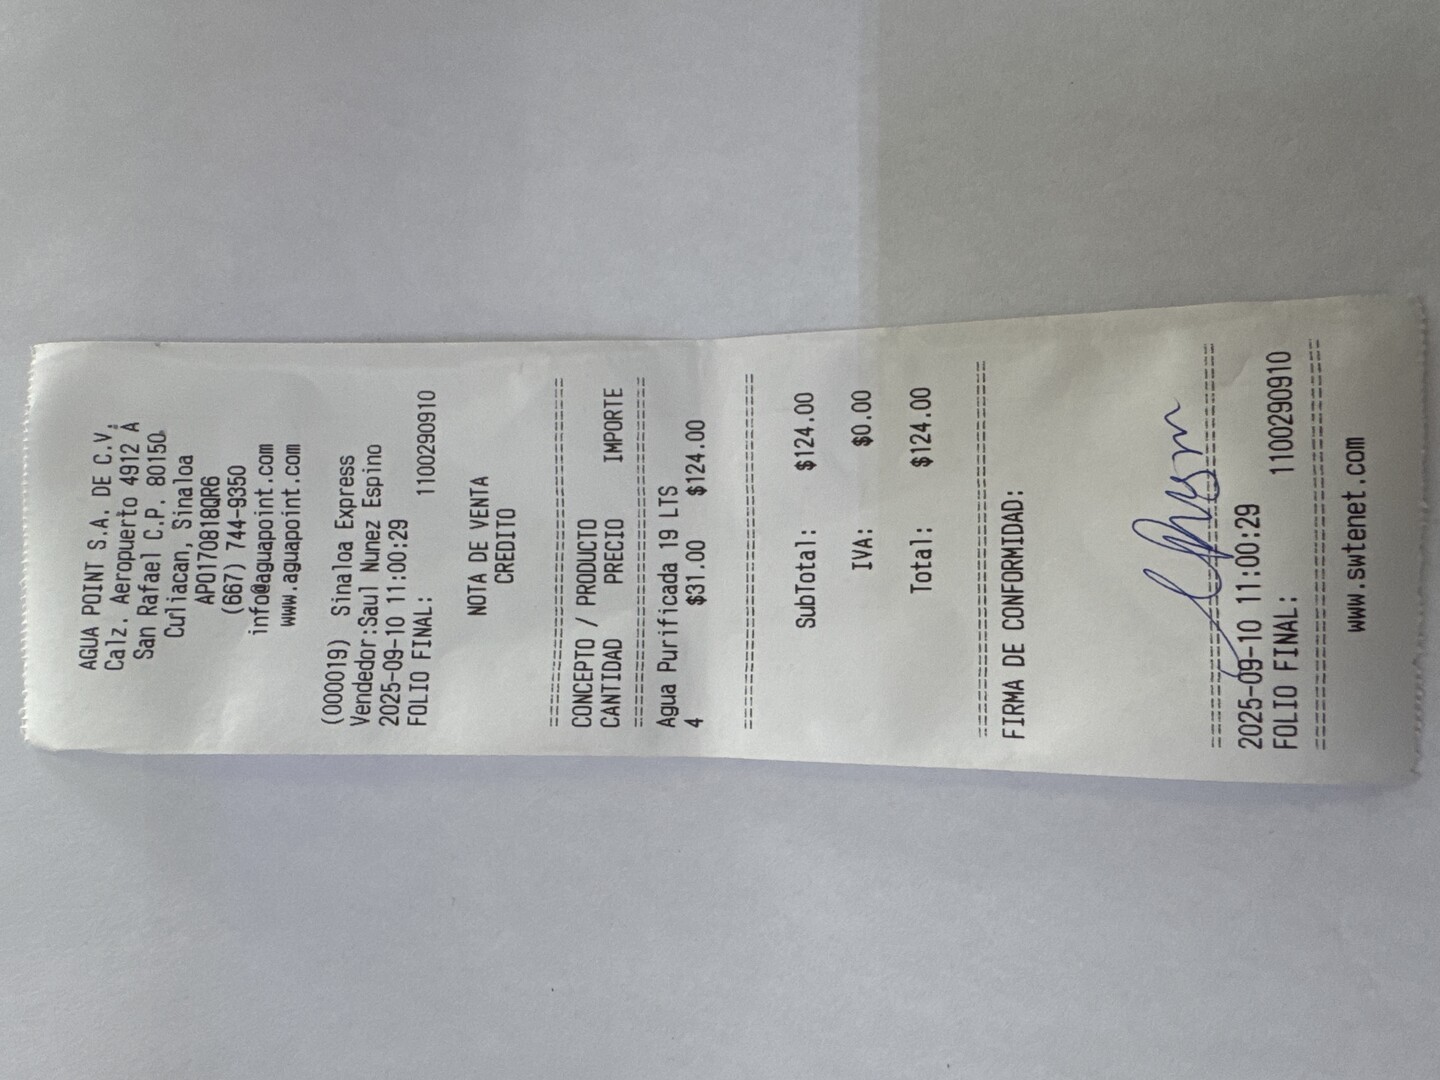 AGUA POINT S.A. DE C.V.
Calz. Aeropuerto 4912 A
San Rafael C.P. 80150
Culiacan, Sinaloa
APO170818QR6
(667) 744-9350
info@aguapoint.com
www.aguapoint.com
(000019) Sinaloa Express
Vendedor:Saul Nunez Espino
2025-09-10 11:00:29
FOLIO FINAL: 1100290910
NOTA DE VENTA
CREDITO
CONCEPTO / PRODUCTO
CANTIDAD PRECIO IMPORTE
Agua Purificada 19 LTS
4 $31.00 $124.00
SubTotal: $124.00
IVA: $0.00
Total: $124.00
FIRMA DE CONFORMIDAD:
2025-09-10 11:00:29
FOLIO FINAL: 1100290910
www.swtenet.com